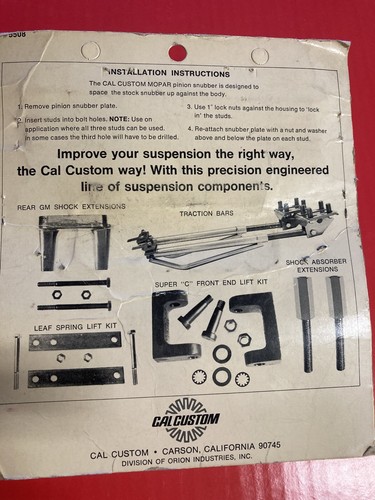 5508
INSTALLATION INSTRUCTIONS
The CAL CUSTOM MOPAR pinion snubber is designed to
space the stock snubber up against the body.
1. Remove pinion snubber plate.
2. Insert studs into bolt holes. NOTE: Use on
application where all three studs can be used.
in some cases the third hole will have to be drilled.
3. Use 1" lock nuts against the housing to "lock
in" the studs.
4. Re-attach snubber plate with a nut and washer
above and below the plate on each stud.
Improve your suspension the right way,
the Cal Custom way! With this precision engineered
line of suspension components.
REAR GM SHOCK EXTENSIONS
TRACTION BARS
SHOCK ABSORBER
EXTENSIONS
SUPER "C" FRONT END LIFT KIT
LEAF SPRING LIFT KIT
CAL CUSTOM
CAL CUSTOM • CARSON, CALIFORNIA 90745
DIVISION OF ORION INDUSTRIES, INC.